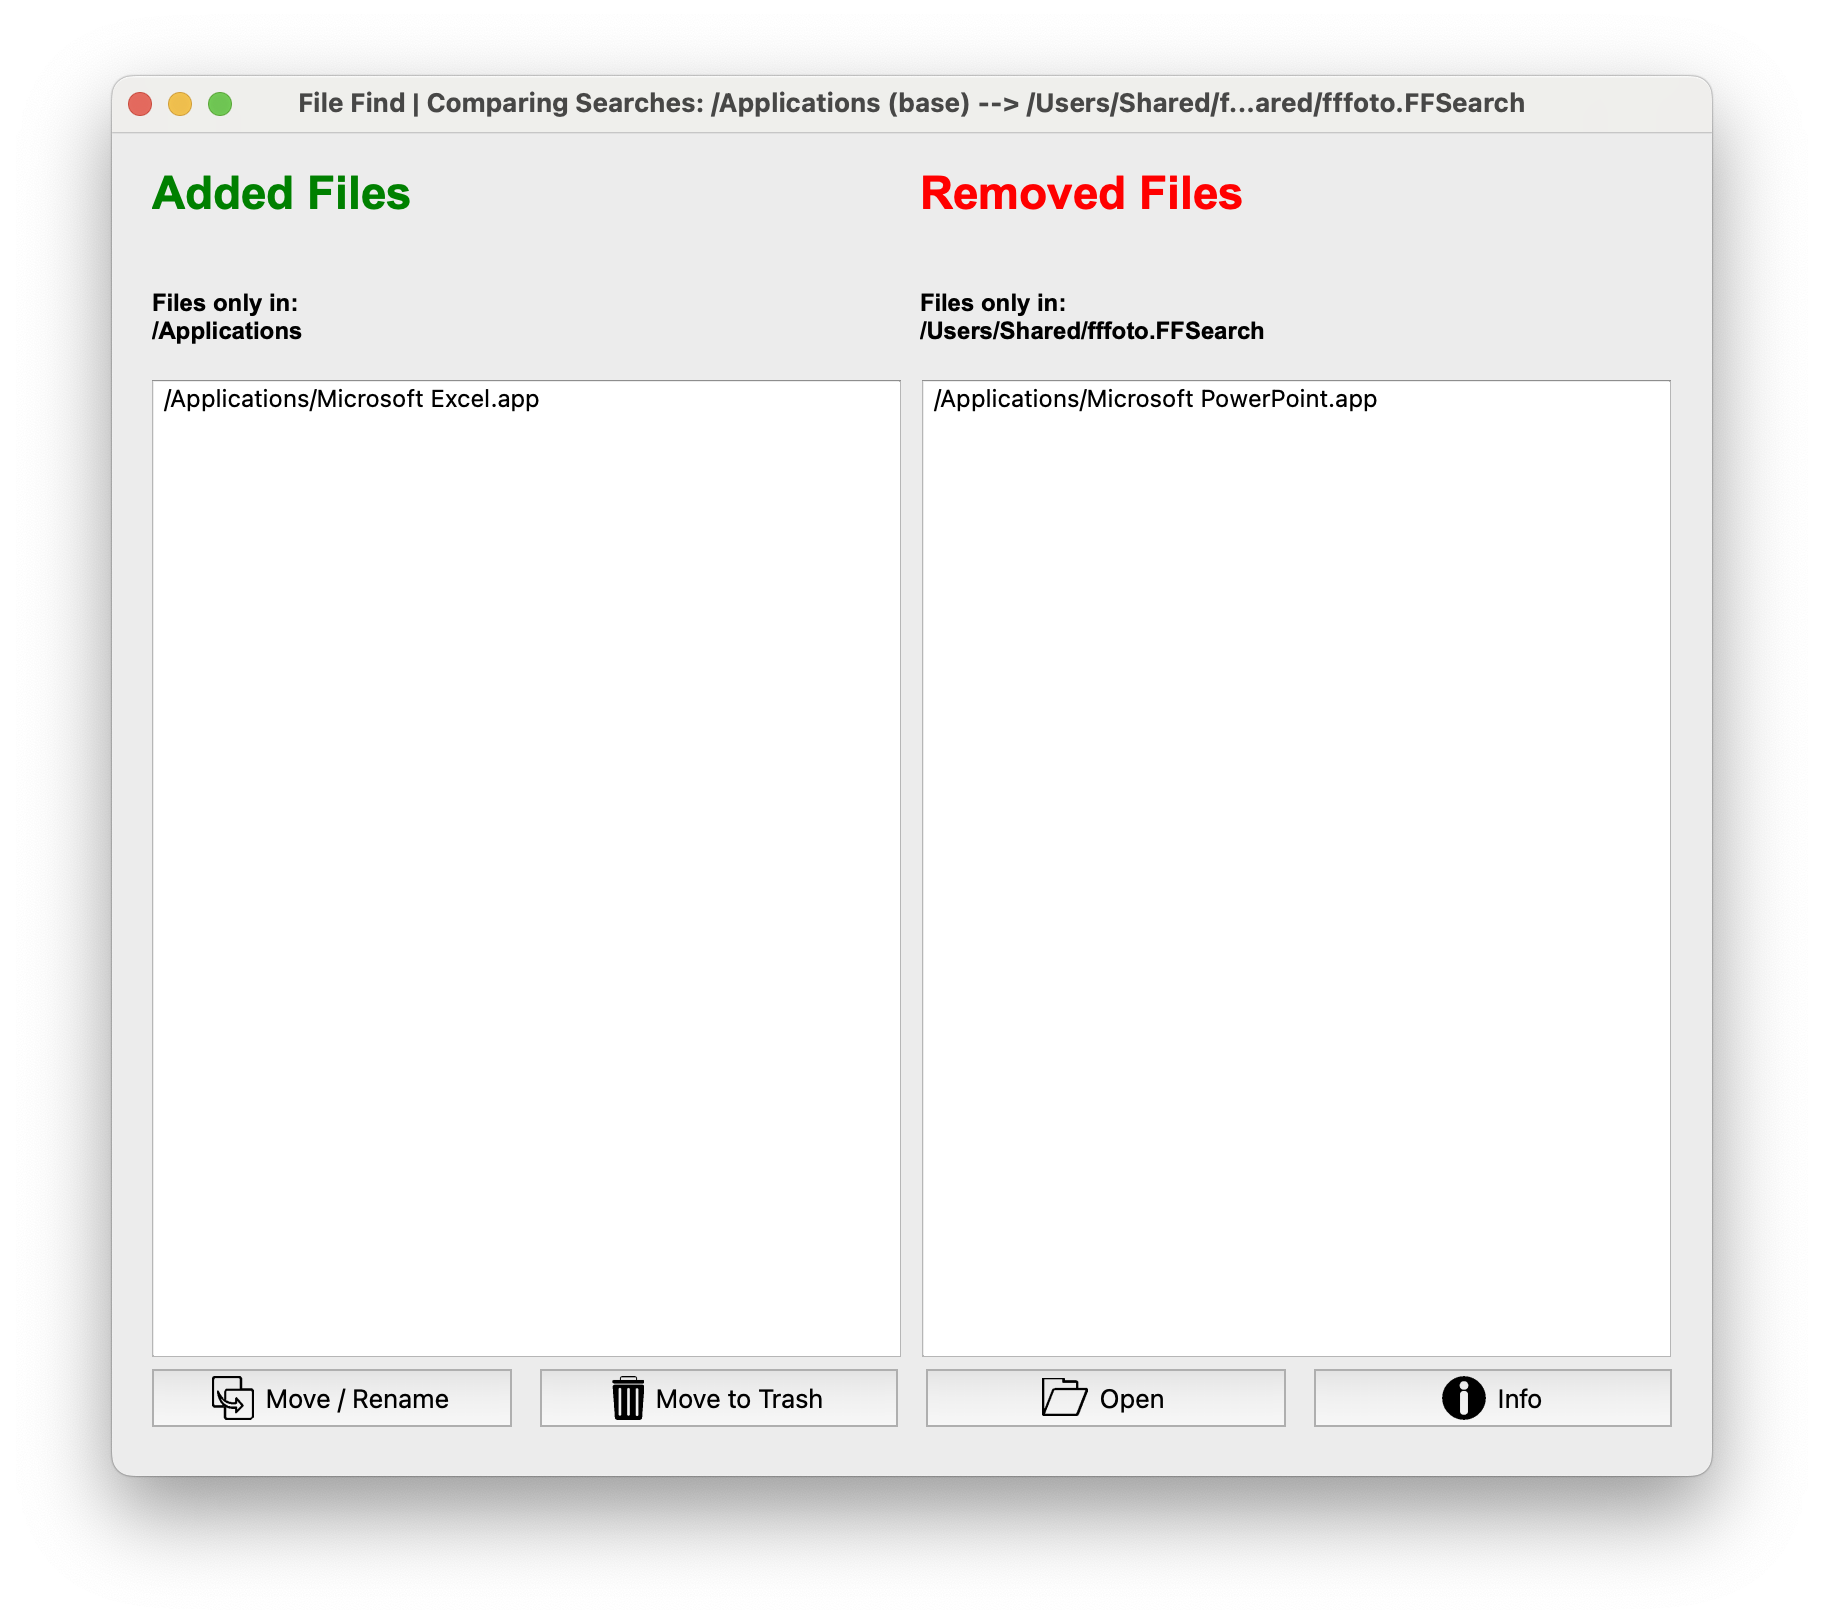 File Find | Comparing Searches: /Applications (base) --> /Users/Shared/f...ared/fffoto.FFSearch
Added Files
Removed Files
Files only in:
/Applications
Files only in:
/Users/Shared/fffoto.FFSearch
/Applications/Microsoft Excel.app
/Applications/Microsoft PowerPoint.app
Move / Rename
Move to Trash
Open
Info